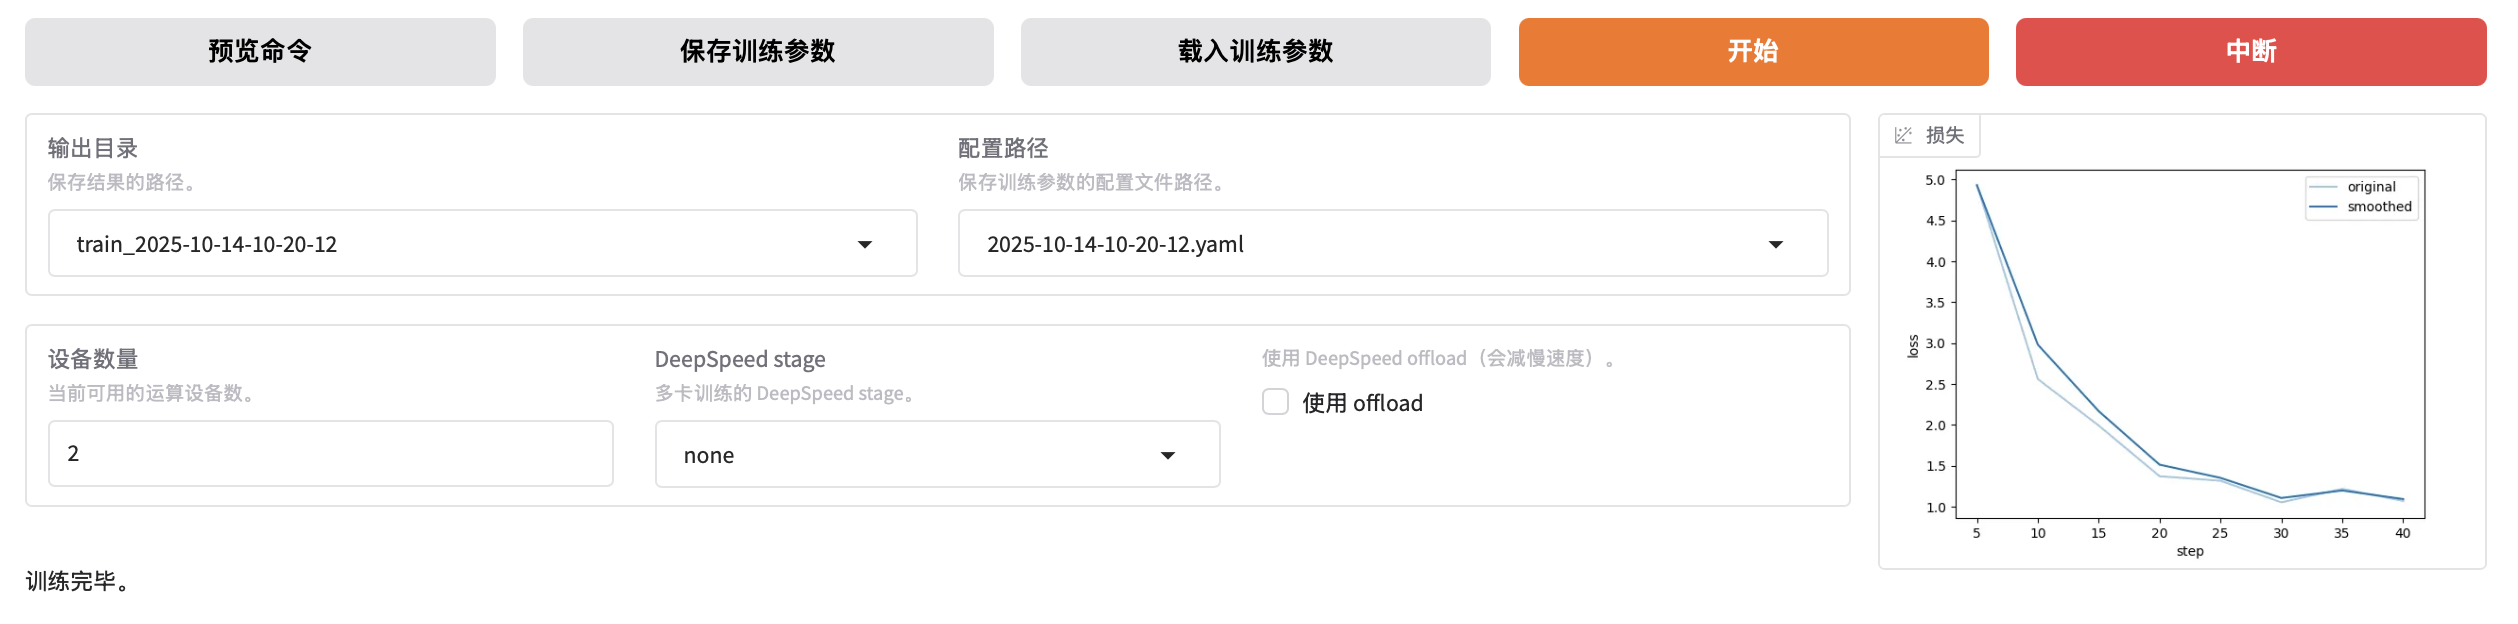 预览命令
保存训练参数
载入训练参数
开始
中断
输出目录
保存结果的路径。
train_2025-10-14-10-20-12
配置路径
保存训练参数的配置文件路径。
2025-10-14-10-20-12.yaml
设备数量
当前可用的运算设备数。
2
DeepSpeed stage
多卡训练的 DeepSpeed stage。
none
使用 DeepSpeed offload（会减慢速度）。
使用 offload
损失
original
smoothed
5.0
4.5
4.0
3.5
3.0
2.5
2.0
1.5
1.0
loss
5 10 15 20 25 30 35 40
step
训练完毕。